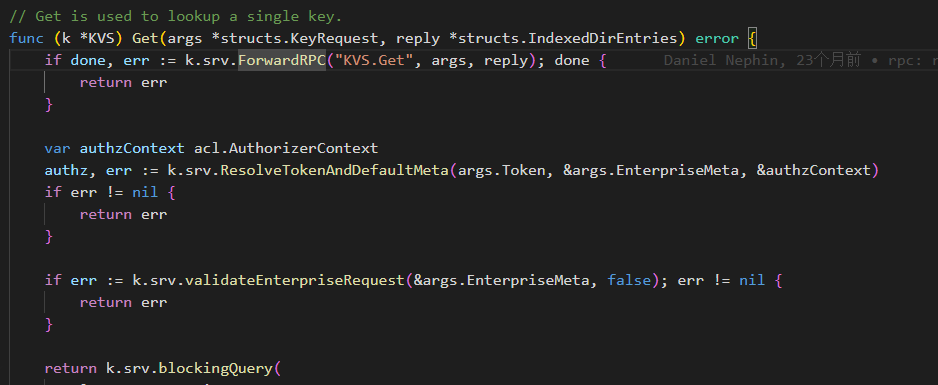 // Get is used to lookup a single key.
func (k *KVS) Get(args *structs.KeyRequest, reply *structs.IndexedDirEntries) error {
    if done, err := k.srv.ForwardRPC("KVS.Get", args, reply); done {    Daniel Nephin, 23个月前 • rpc:
        return err
    }
    var authzContext acl.AuthorizerContext
    authz, err := k.srv.ResolveTokenAndDefaultMeta(args.Token, &args.EnterpriseMeta, &authzContext)
    if err != nil {
        return err
    }
    if err := k.srv.validateEnterpriseRequest(&args.EnterpriseMeta, false); err != nil {
        return err
    }
    return k.srv.blockingQuery(